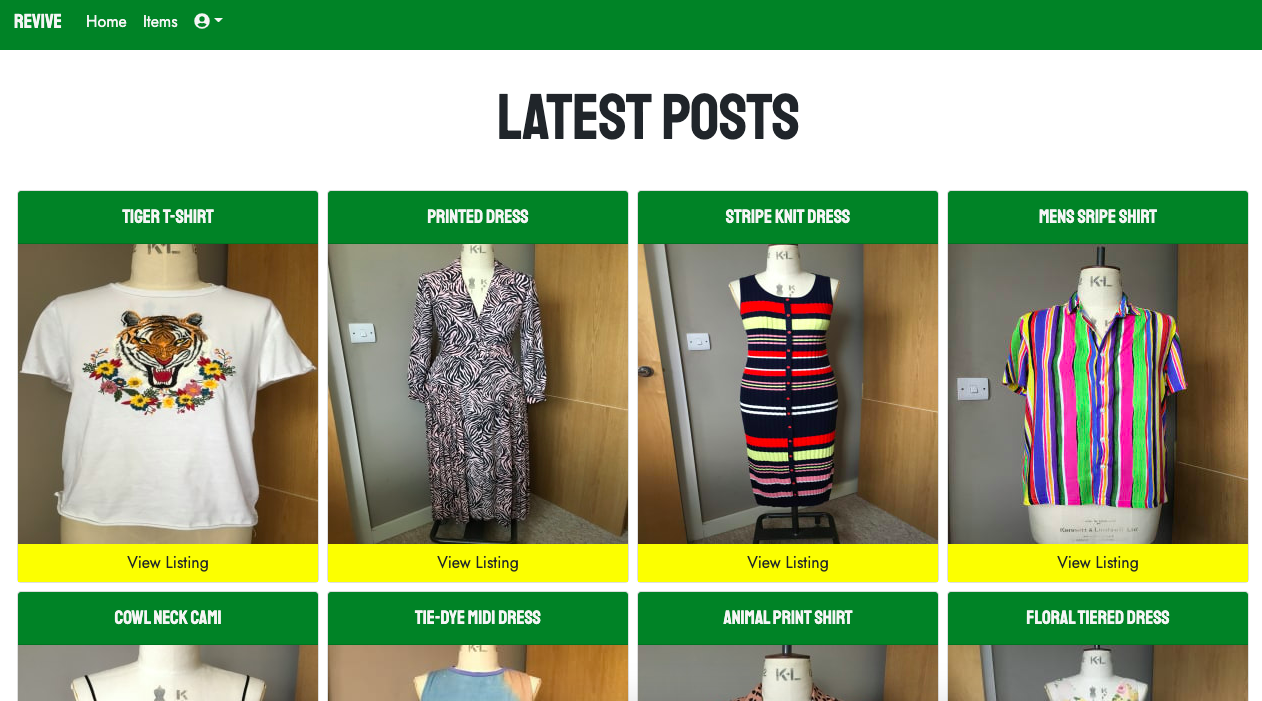 REVIVE Home Items
LATEST POSTS
TIGER T-SHIRT PRINTED DRESS STRIPE KNIT DRESS MENS SRIPE SHIRT
K-L K-L K-L K-L
View Listing View Listing View Listing View Listing
COWL NECK CAMI TIE-DYE MIDI DRESS ANIMAL PRINT SHIRT FLORAL TIERED DRESS
K K-L K-L K-L